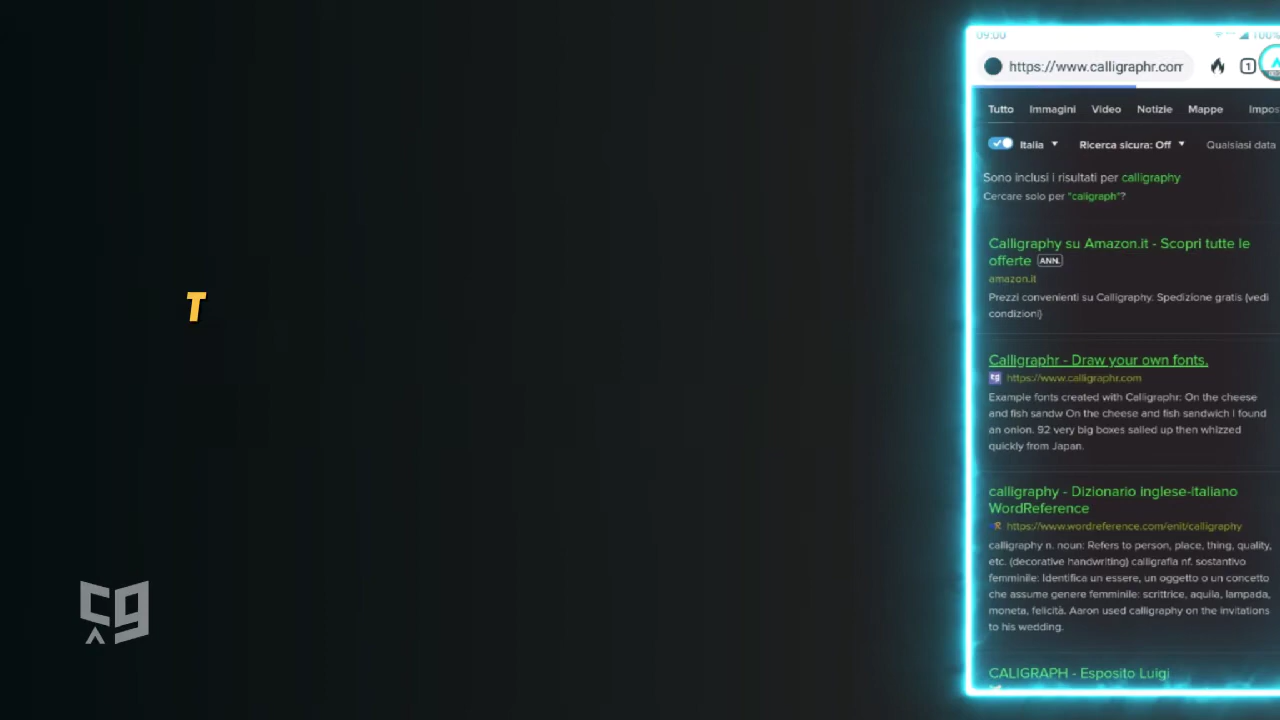 T
09:00
100%
https://www.calligraphr.com
1
Tutto Immagini Video Notizie Mappe Impos
Italia Ricerca sicura: Off Qualsiasi data
Sono inclusi i risultati per calligraphy
Cercare solo per "caligraph"?
Calligraphy su Amazon.it - Scopri tutte le
offerte ANN.
amazon.it
Prezzi convenienti su Calligraphy. Spedizione gratis (vedi
condizioni)
Calligraphr - Draw your own fonts.
https://www.calligraphr.com
Example fonts created with Calligraphr: On the cheese
and fish sandw On the cheese and fish sandwich I found
an onion. 92 very big boxes sailed up then whizzed
quickly from Japan.
calligraphy - Dizionario inglese-italiano
WordReference
https://www.wordreference.com/enit/calligraphy
calligraphy n. noun: Refers to person, place, thing, quality,
etc. (decorative handwriting) calligrafia nf. sostantivo
femminile: Identifica un essere, un oggetto o un concetto
che assume genere femminile: scrittrice, aquila, lampada,
moneta, felicità. Aaron used calligraphy on the invitations
to his wedding.
CALIGRAPH - Esposito Luigi
cg